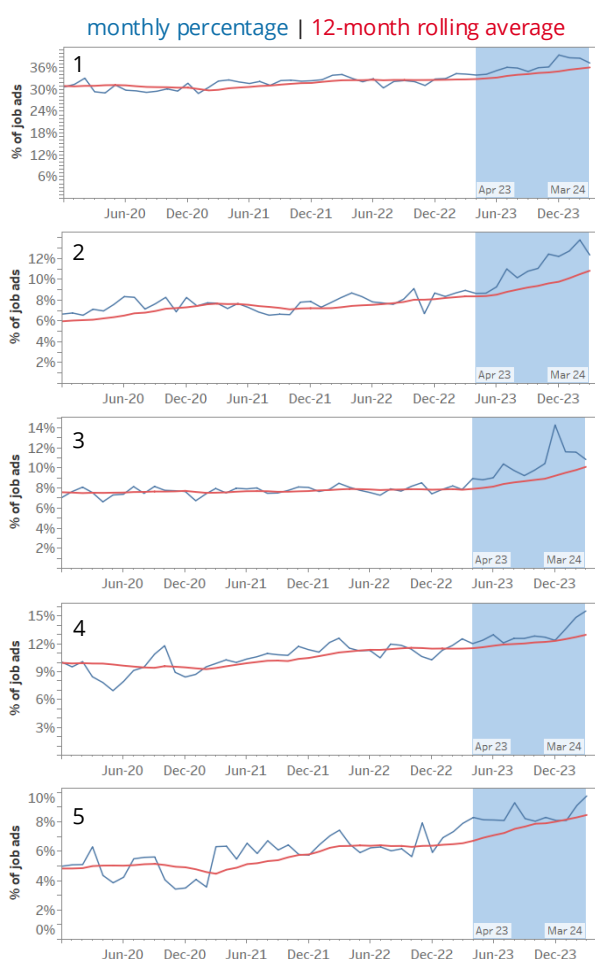 monthly percentage | 12-month rolling average
1
36%
30%
24%
18%
12%
6%
% of job ads
Apr 23
Mar 24
Jun-20 Dec-20 Jun-21 Dec-21 Jun-22 Dec-22 Jun-23 Dec-23
2
12%
10%
8%
6%
4%
2%
% of job ads
Apr 23
Mar 24
Jun-20 Dec-20 Jun-21 Dec-21 Jun-22 Dec-22 Jun-23 Dec-23
3
14%
12%
10%
8%
6%
4%
2%
% of job ads
Apr 23
Mar 24
Jun-20 Dec-20 Jun-21 Dec-21 Jun-22 Dec-22 Jun-23 Dec-23
4
15%
12%
9%
6%
3%
% of job ads
Apr 23
Mar 24
Jun-20 Dec-20 Jun-21 Dec-21 Jun-22 Dec-22 Jun-23 Dec-23
5
10%
8%
6%
4%
2%
0%
% of job ads
Apr 23
Mar 24
Jun-20 Dec-20 Jun-21 Dec-21 Jun-22 Dec-22 Jun-23 Dec-23